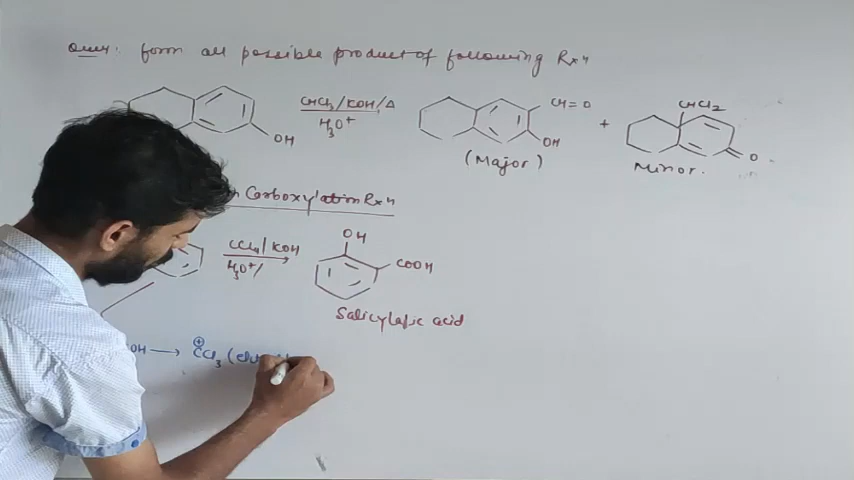 Ques: form all possible product of following Rxn
OH
CHCl3/KOH/Δ
H3O+
CH=O
OH
(Major)
+
CHCl2
O
Minor.
Carboxylation Rxn
CCl4/KOH
H3O+/
OH
COOH
Salicylic acid
OH → ⊕CCl3 (